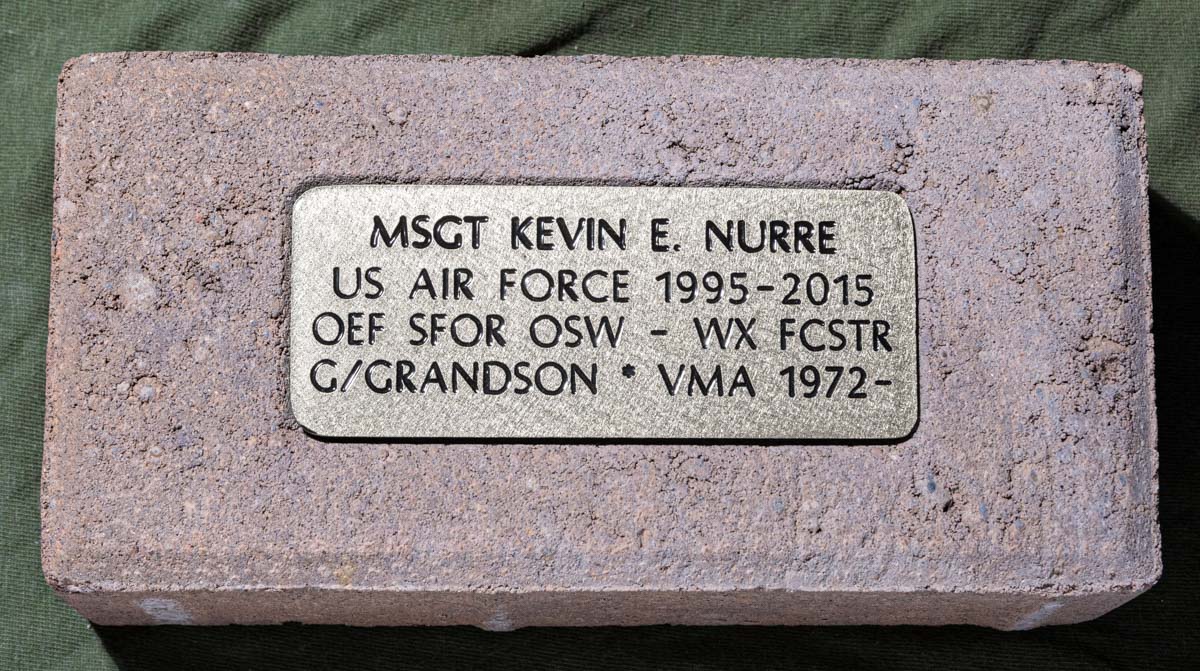 MSGT KEVIN E. NURRE
US AIR FORCE 1995-2015
OEF SFOR OSW - WX FCSTR
G/GRANDSON * VMA 1972-